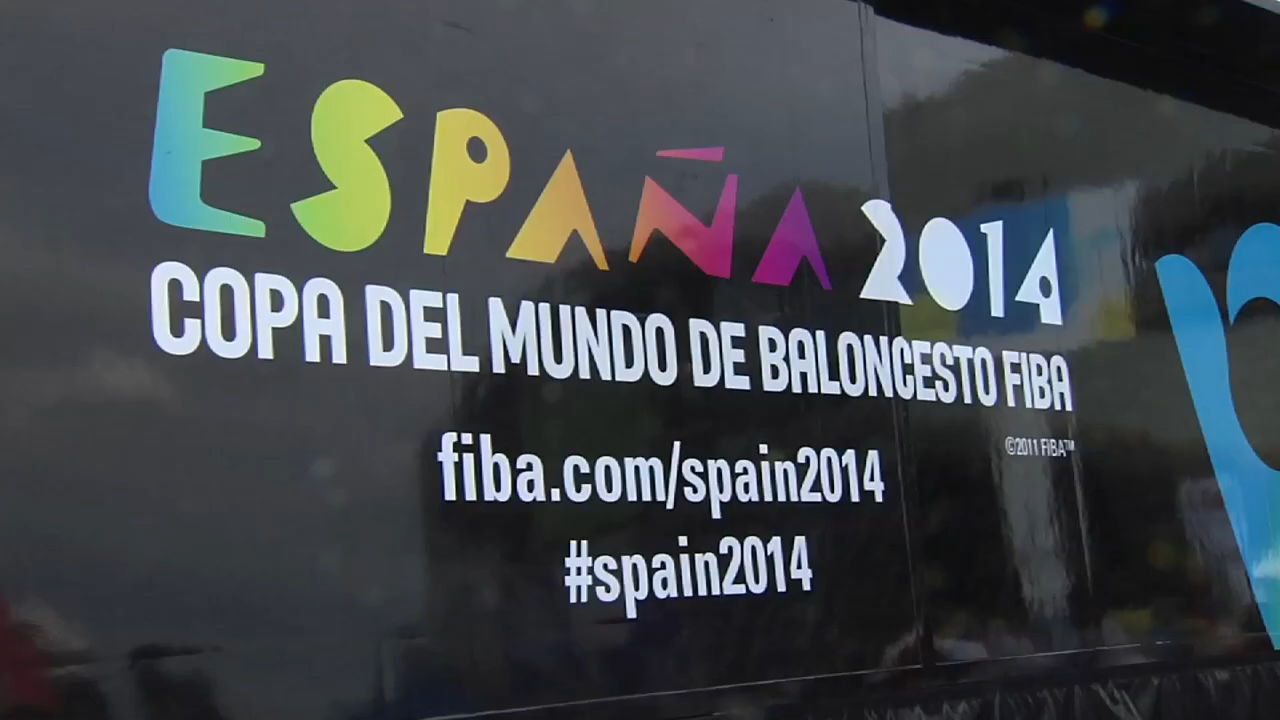 ESPAÑA 2014
COPA DEL MUNDO DE BALONCESTO FIBA
©2011 FIBA™
fiba.com/spain2014
#spain2014